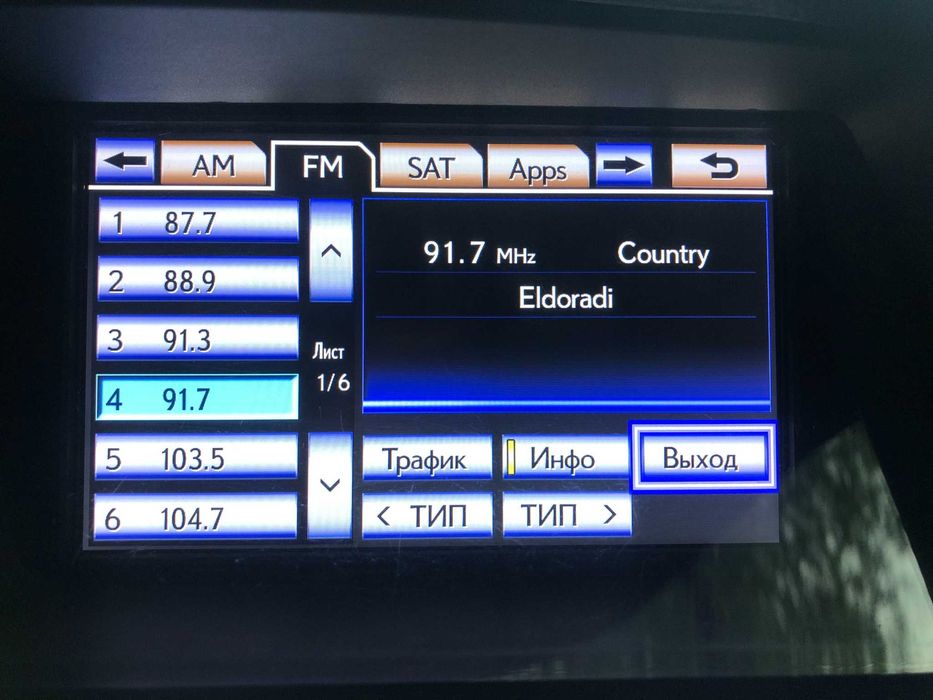 AM FM SAT Apps
1 87.7
2 88.9
3 91.3
4 91.7
5 103.5
6 104.7
Лист
1/6
91.7 MHz Country
Eldoradi
Трафик Инфо Выход
< ТИП ТИП >